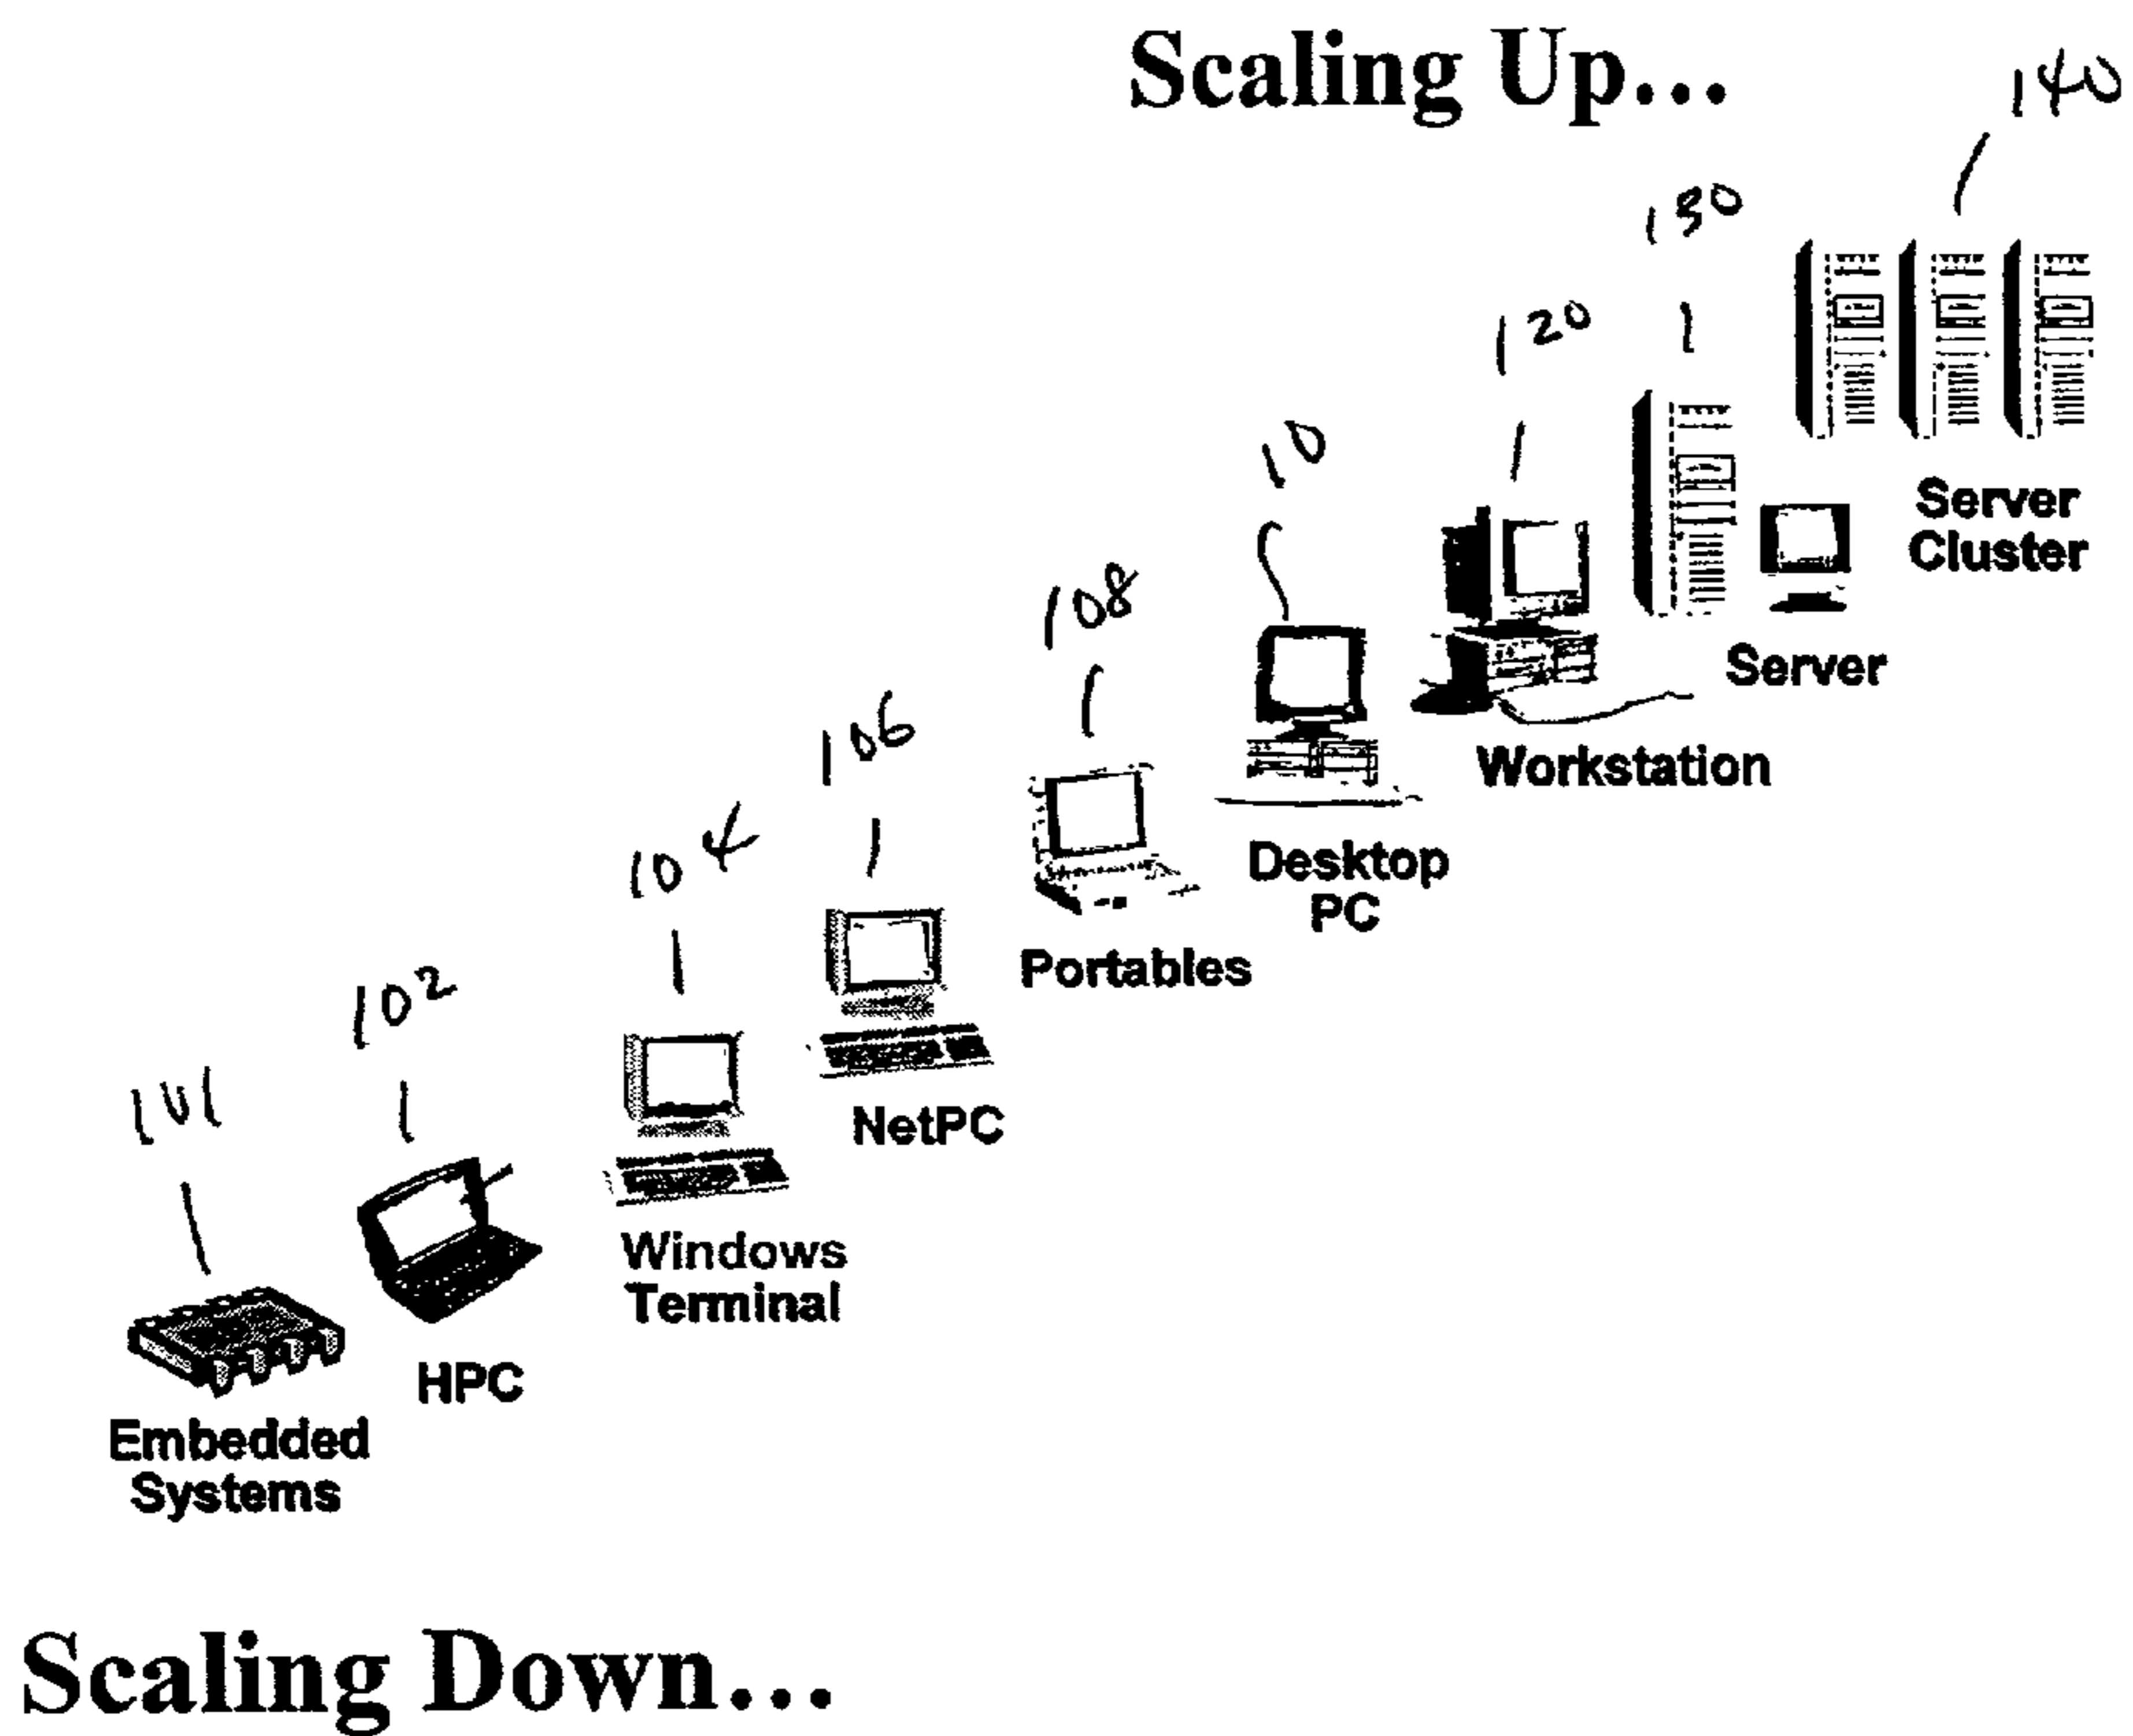 Scaling Up...
140
130
120
10
Server
Cluster
108
Server
106
Workstation
104
Desktop
PC
Portables
102
NetPC
101
Windows
Terminal
HPC
Embedded
Systems
Scaling Down...